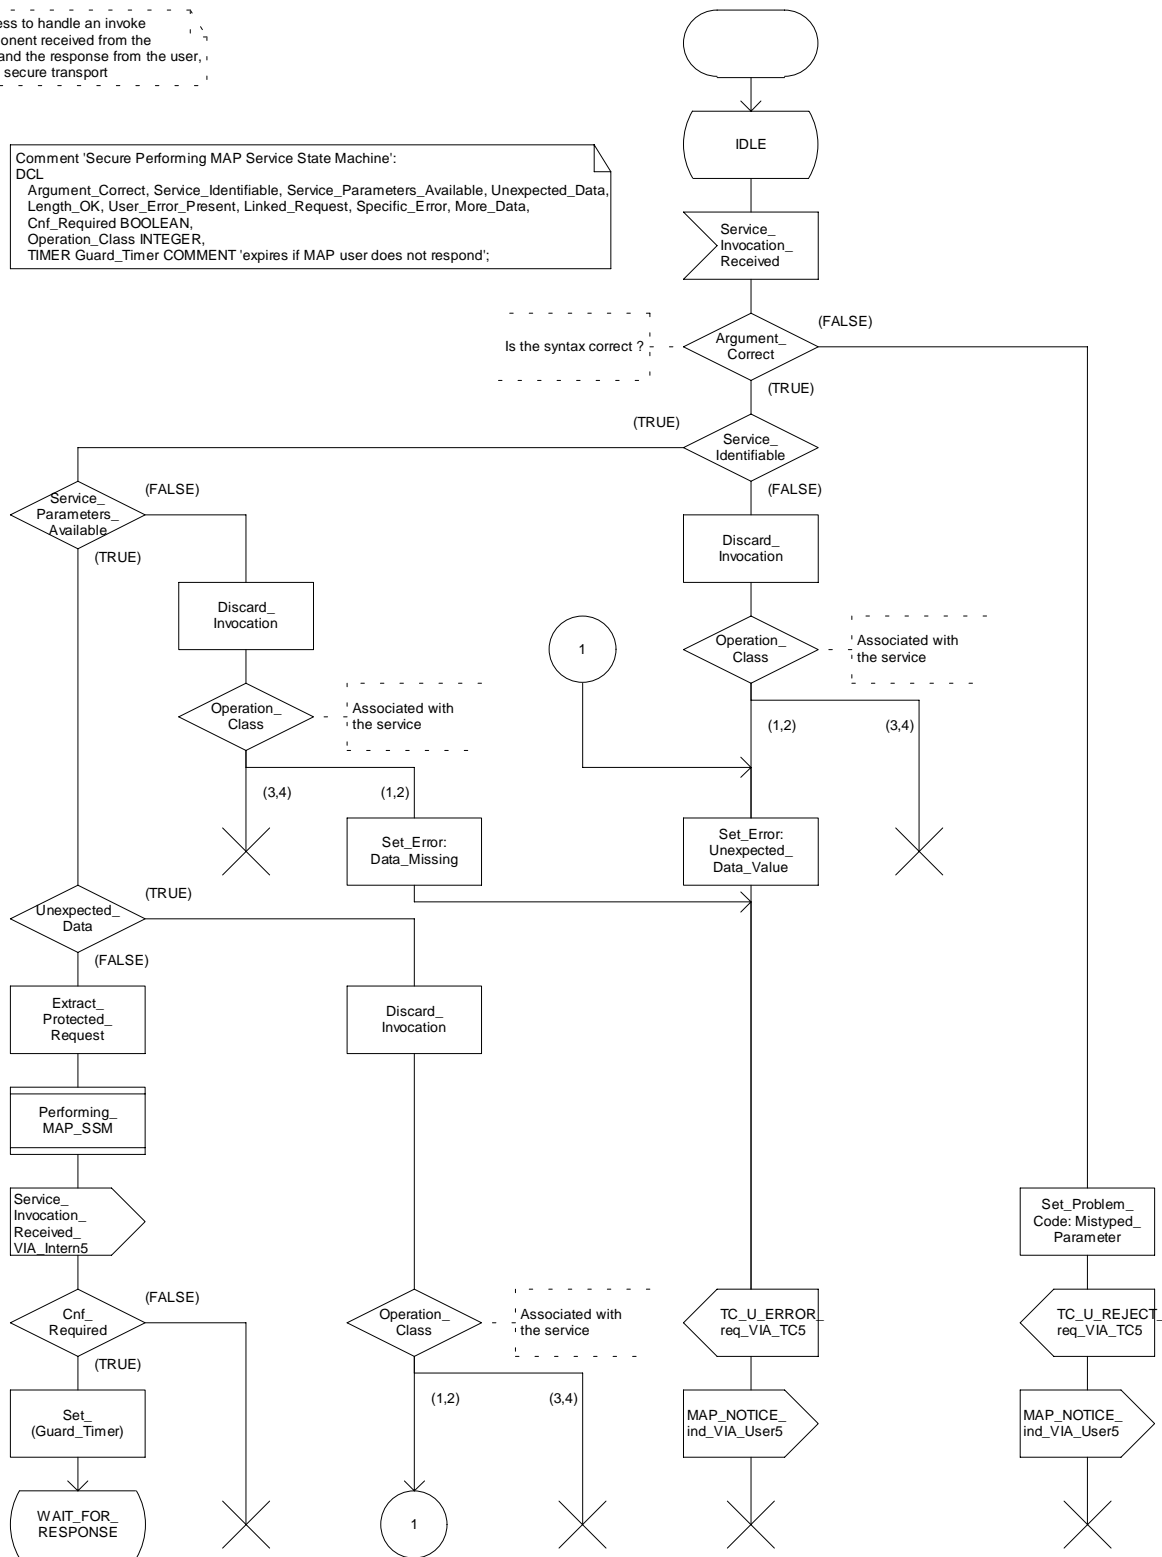 ess to handle an invoke
onent received from the
and the response from the user,
secure transport
IDLE
Comment 'Secure Performing MAP Service State Machine':
DCL
Argument_Correct, Service_Identifiable, Service_Parameters_Available, Unexpected_Data,
Length_OK, User_Error_Present, Linked_Request, Specific_Error, More_Data,
Cnf_Required BOOLEAN,
Operation_Class INTEGER,
TIMER Guard_Timer COMMENT 'expires if MAP user does not respond';
Service_
Invocation_
Received
(FALSE)
Is the syntax correct ?
Argument_
Correct
(TRUE)
(TRUE)
Service_
Identifiable
(FALSE)
(FALSE)
Service_
Parameters_
Available
(TRUE)
Discard_
Invocation
Discard_
Invocation
1
Operation_
Class
Associated with
the service
Operation_
Class
Associated with
the service
(1,2)
(3,4)
(3,4)
(1,2)
Set_Error:
Data_Missing
Set_Error:
Unexpected_
Data_Value
(TRUE)
Unexpected_
Data
(FALSE)
Extract_
Protected_
Request
Discard_
Invocation
Performing_
MAP_SSM
Service_
Invocation_
Received_
VIA_Intern5
Set_Problem_
Code: Mistyped_
Parameter
(FALSE)
Cnf_
Required
(TRUE)
Operation_
Class
Associated with
the service
TC_U_ERROR_
req_VIA_TC5
TC_U_REJECT_
req_VIA_TC5
(1,2)
(3,4)
Set_
(Guard_Timer)
MAP_NOTICE_
ind_VIA_User5
MAP_NOTICE_
ind_VIA_User5
WAIT_FOR_
RESPONSE
1